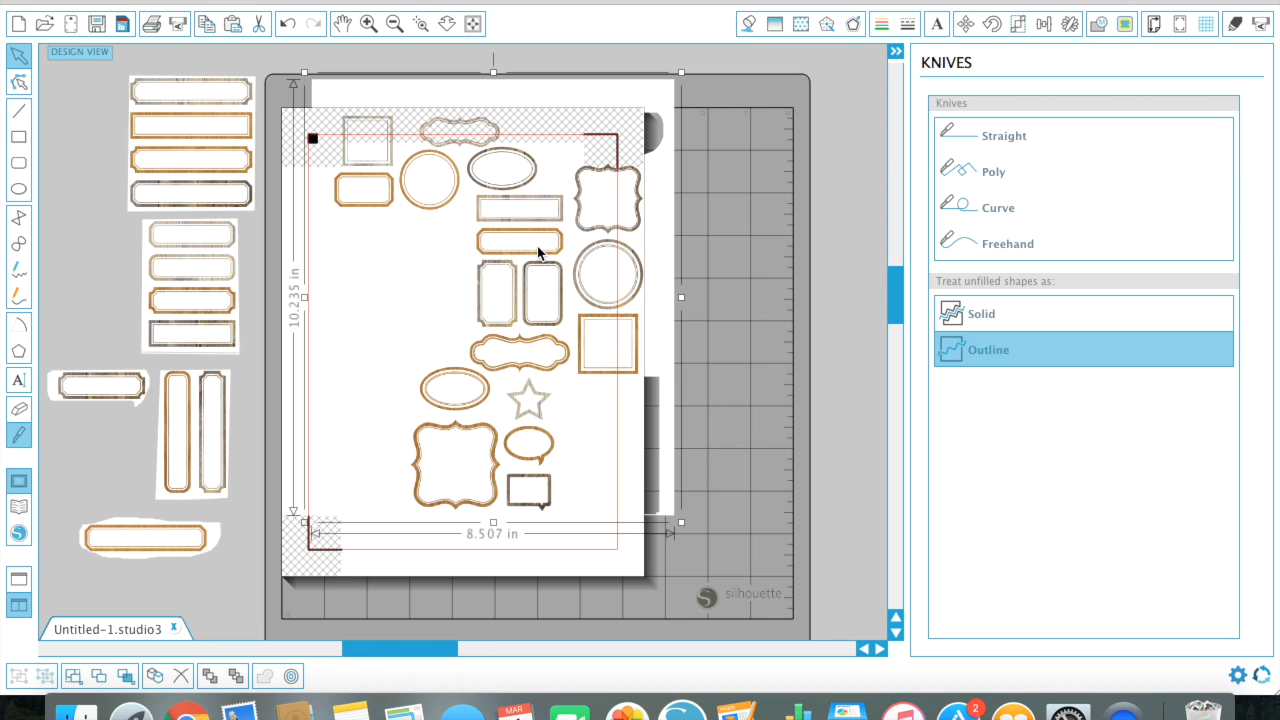 DESIGN VIEW
KNIVES
Knives
Straight
Poly
Curve
Freehand
Treat unfilled shapes as:
Solid
Outline
10.235 in
8.507 in
silhouette
Untitled-1.studio3 x
A
A
MAR
2